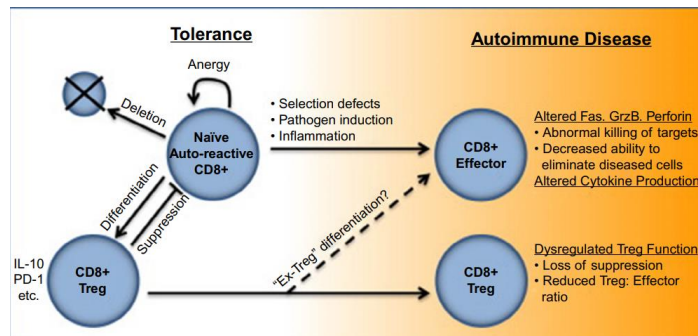 Tolerance
Autoimmune Disease
Anergy
Deletion
Naïve
Auto-reactive
CD8+
• Selection defects
• Pathogen induction
• Inflammation
CD8+
Effector
Altered Fas. GrzB. Perforin
• Abnormal killing of targets
• Decreased ability to
eliminate diseased cells
Altered Cytokine Production
Differentiation
Suppression
"Ex-Treg" differentiation?
IL-10
PD-1
etc.
CD8+
Treg
CD8+
Treg
Dysregulated Treg Function
• Loss of suppression
• Reduced Treg: Effector
ratio